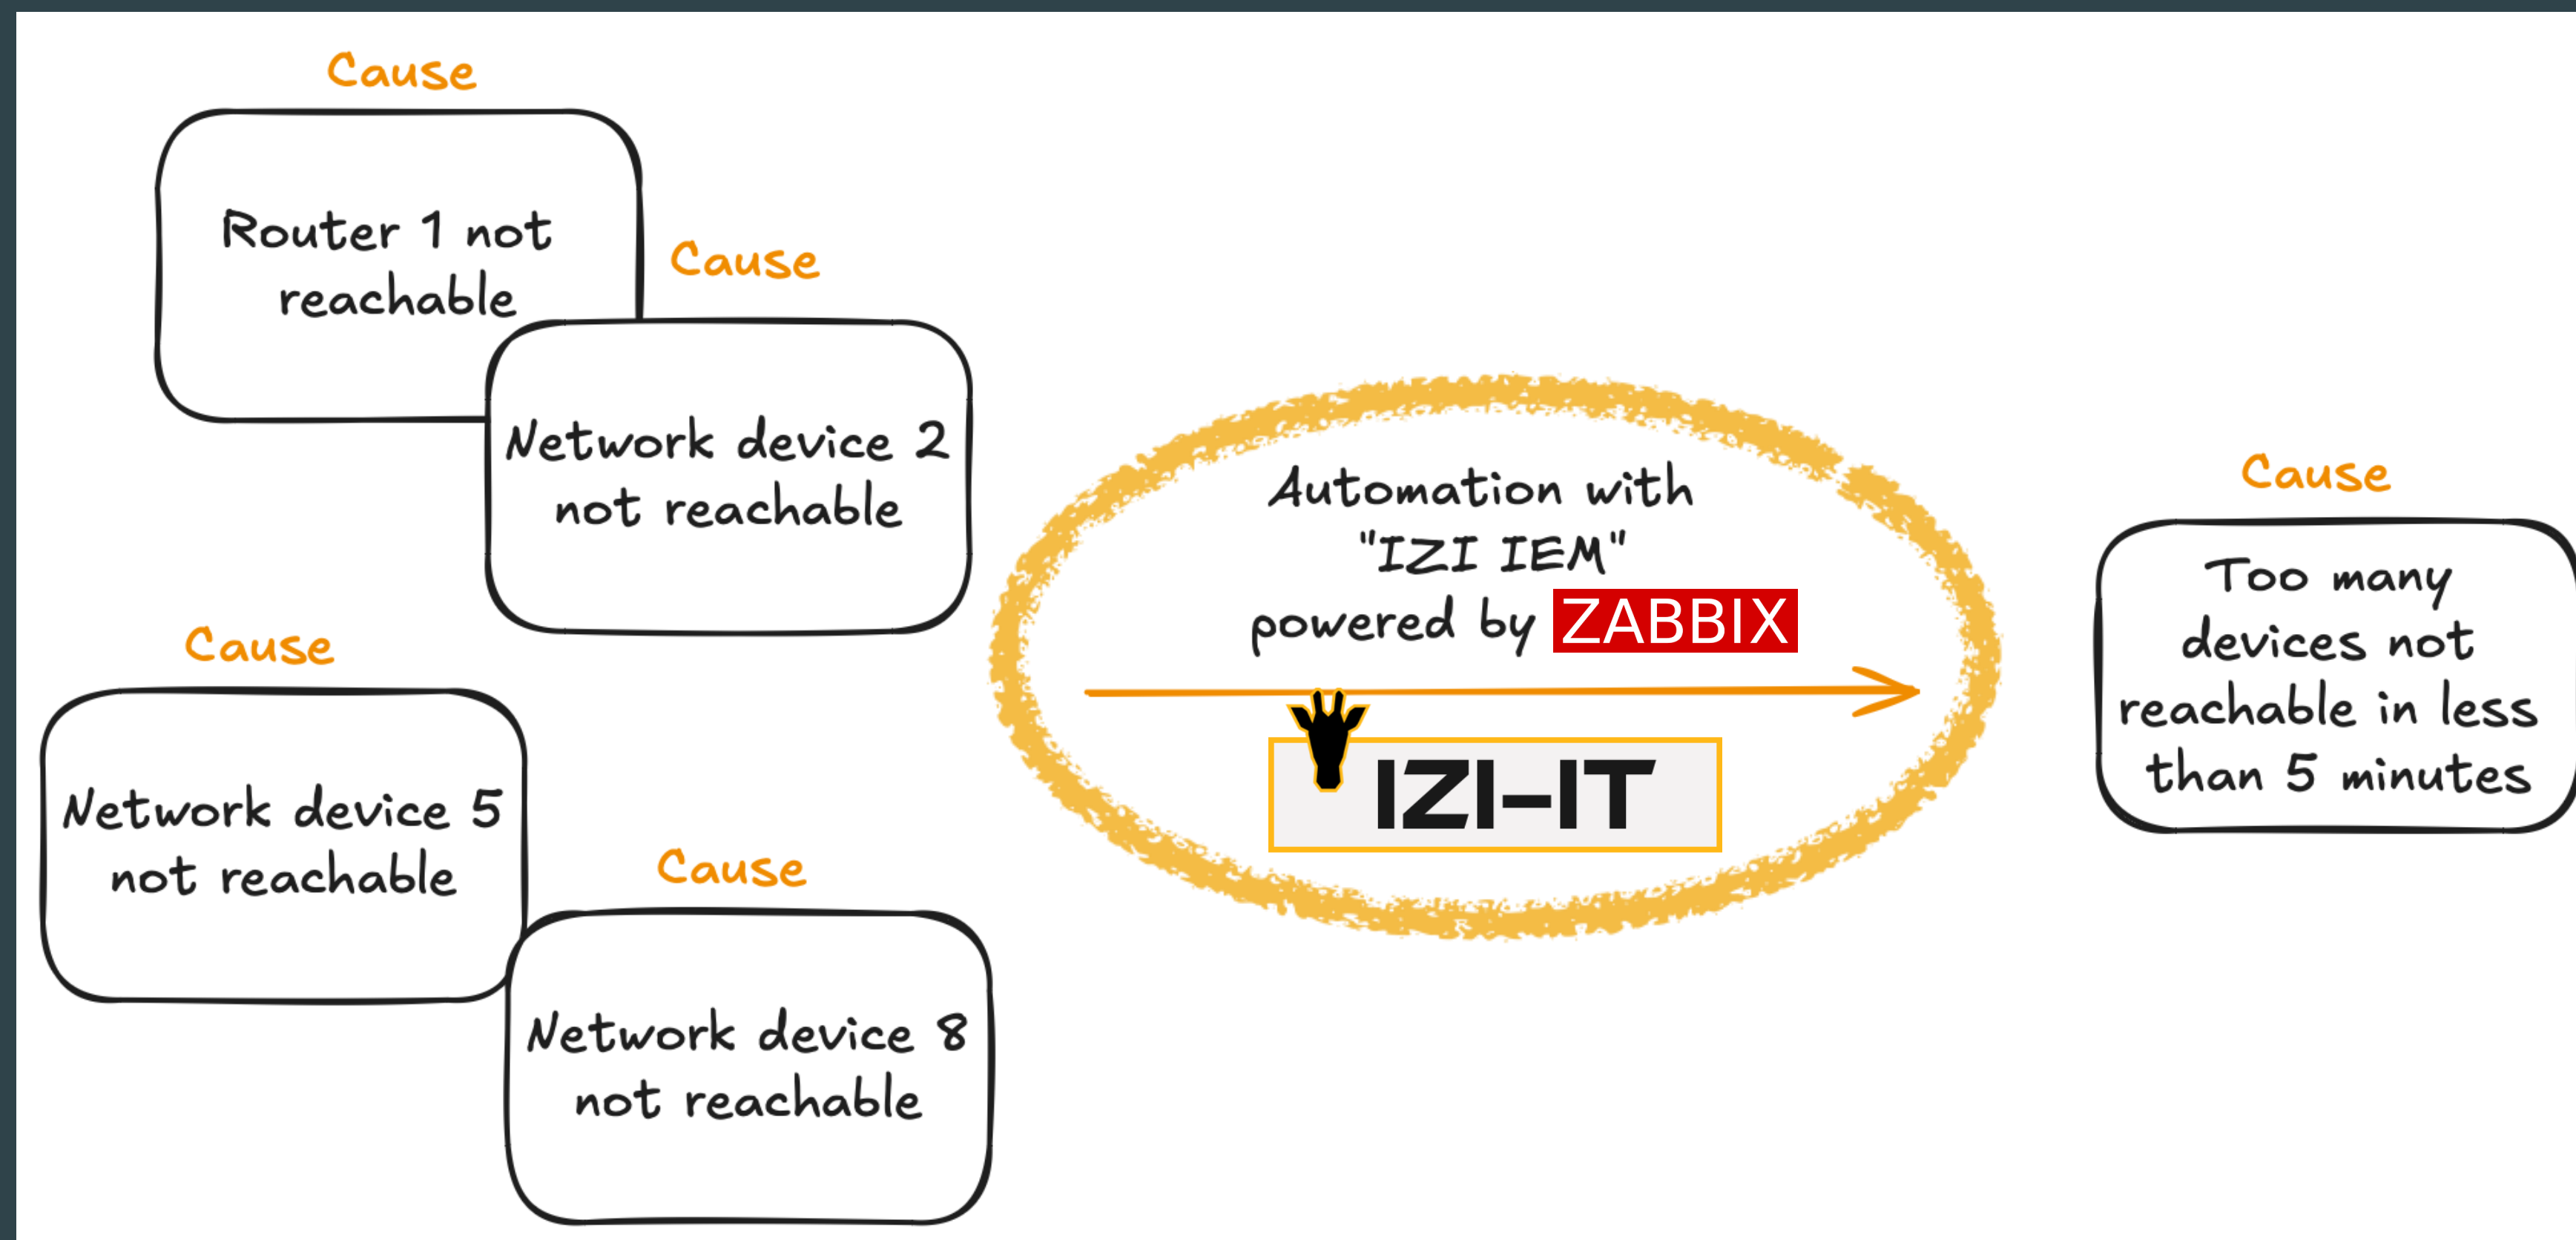 Cause
Router 1 not
reachable
Cause
Network device 2
not reachable
Cause
Network device 5
not reachable
Cause
Network device 8
not reachable
Automation with
"IZI IEM"
powered by ZABBIX
IZI-IT
Cause
Too many
devices not
reachable in less
than 5 minutes